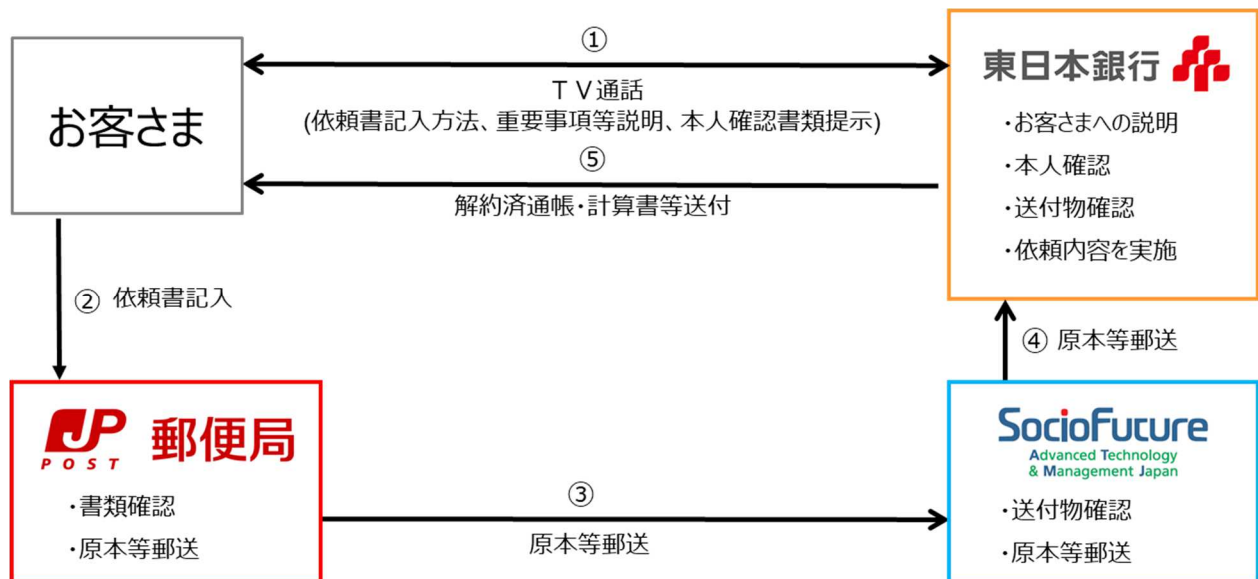 お客さま
①
ＴＶ通話
(依頼書記入方法、重要事項等説明、本人確認書類提示)
⑤
解約済通帳・計算書等送付
東日本銀行
・お客さまへの説明
・本人確認
・送付物確認
・依頼内容を実施
② 依頼書記入
④ 原本等郵送
JP
POST
郵便局
・書類確認
・原本等郵送
③
原本等郵送
SocioFuture
Advanced Technology
& Management Japan
・送付物確認
・原本等郵送